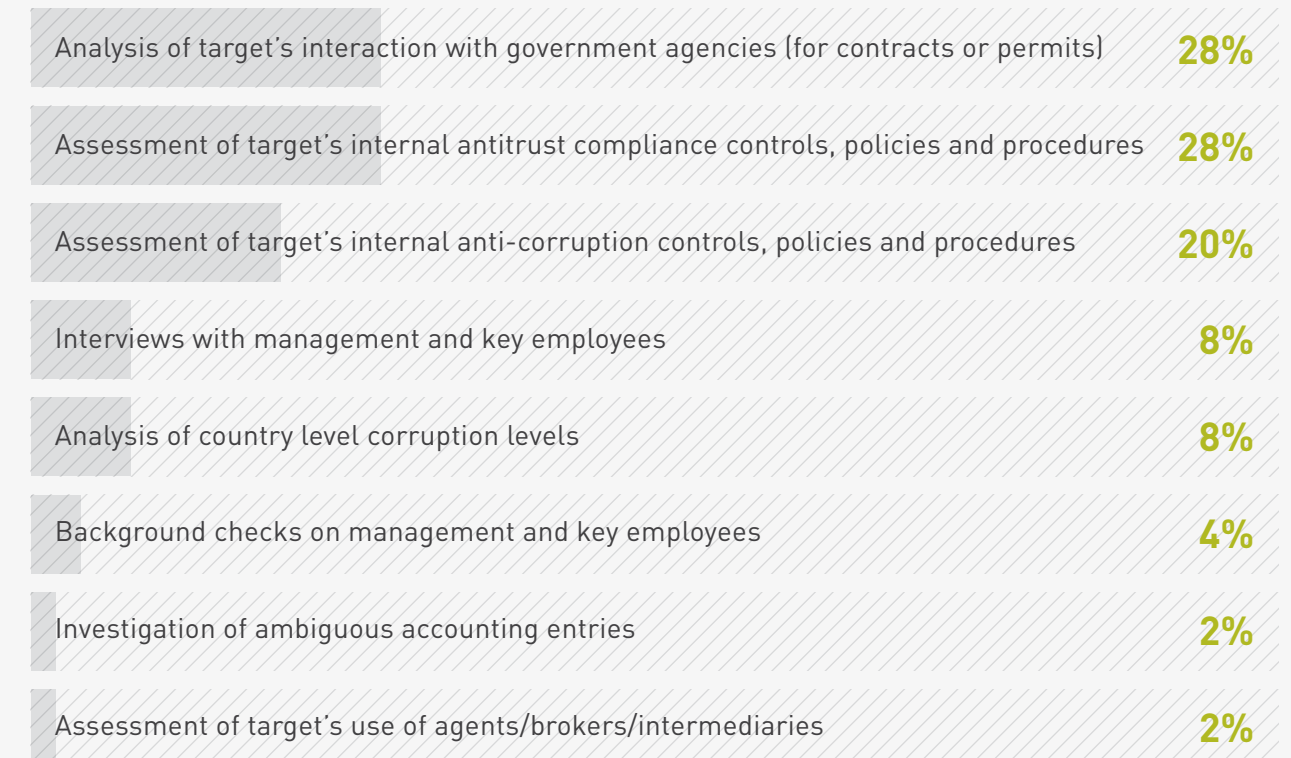 Analysis of target’s interaction with government agencies (for contracts or permits) 28%
Assessment of target’s internal antitrust compliance controls, policies and procedures 28%
Assessment of target’s internal anti-corruption controls, policies and procedures 20%
Interviews with management and key employees 8%
Analysis of country level corruption levels 8%
Background checks on management and key employees 4%
Investigation of ambiguous accounting entries 2%
Assessment of target’s use of agents/brokers/intermediaries 2%